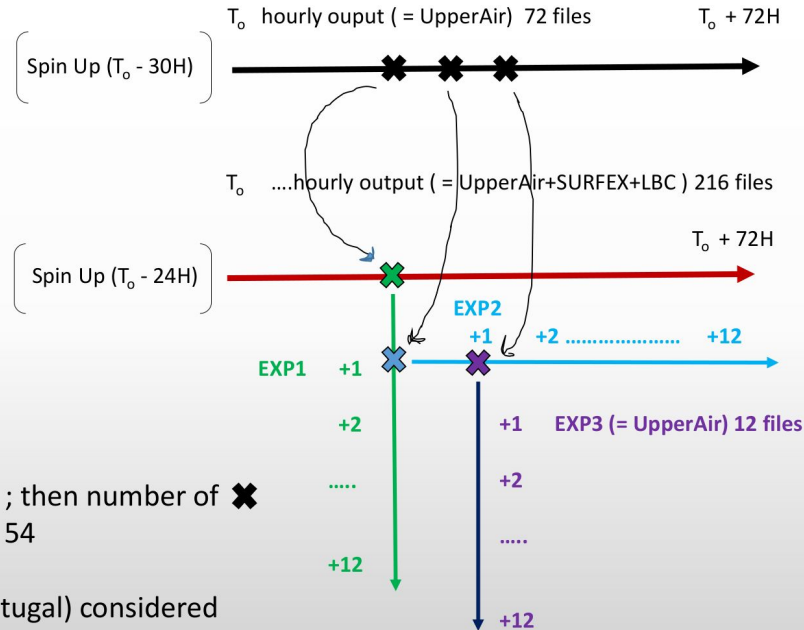 To hourly ouput ( = UpperAir) 72 files To + 72H
Spin Up (To - 30H)
To ....hourly output ( = UpperAir+SURFEX+LBC ) 216 files
To + 72H
Spin Up (To - 24H)
EXP2
+1 +2 .................... +12
EXP1 +1
+2
.....
+12
+1 EXP3 (= UpperAir) 12 files
+2
.....
+12
; then number of ✖
54
tugal) considered